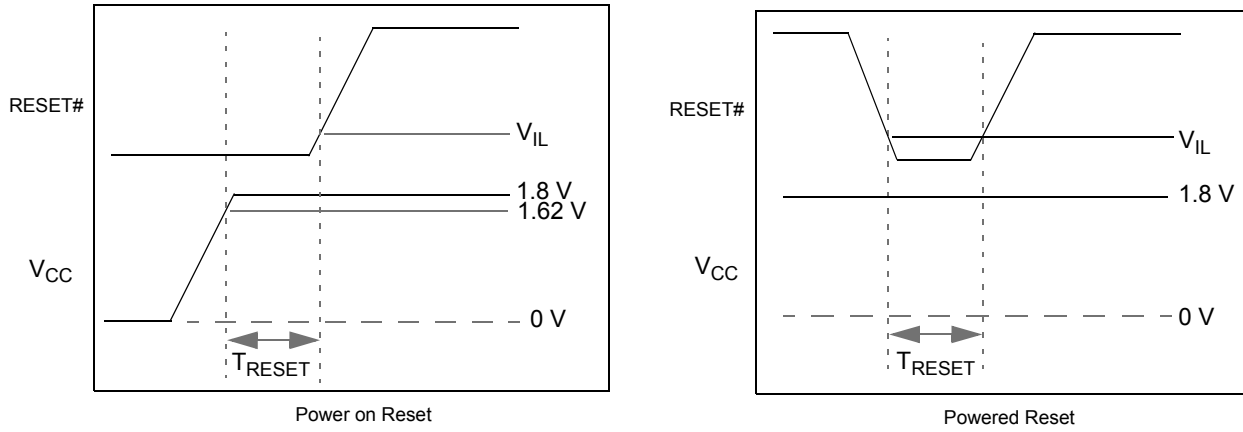 RESET#
VIL
1.8 V
1.62 V
VCC
0 V
TRESET
Power on Reset
RESET#
VIL
1.8 V
VCC
0 V
TRESET
Powered Reset